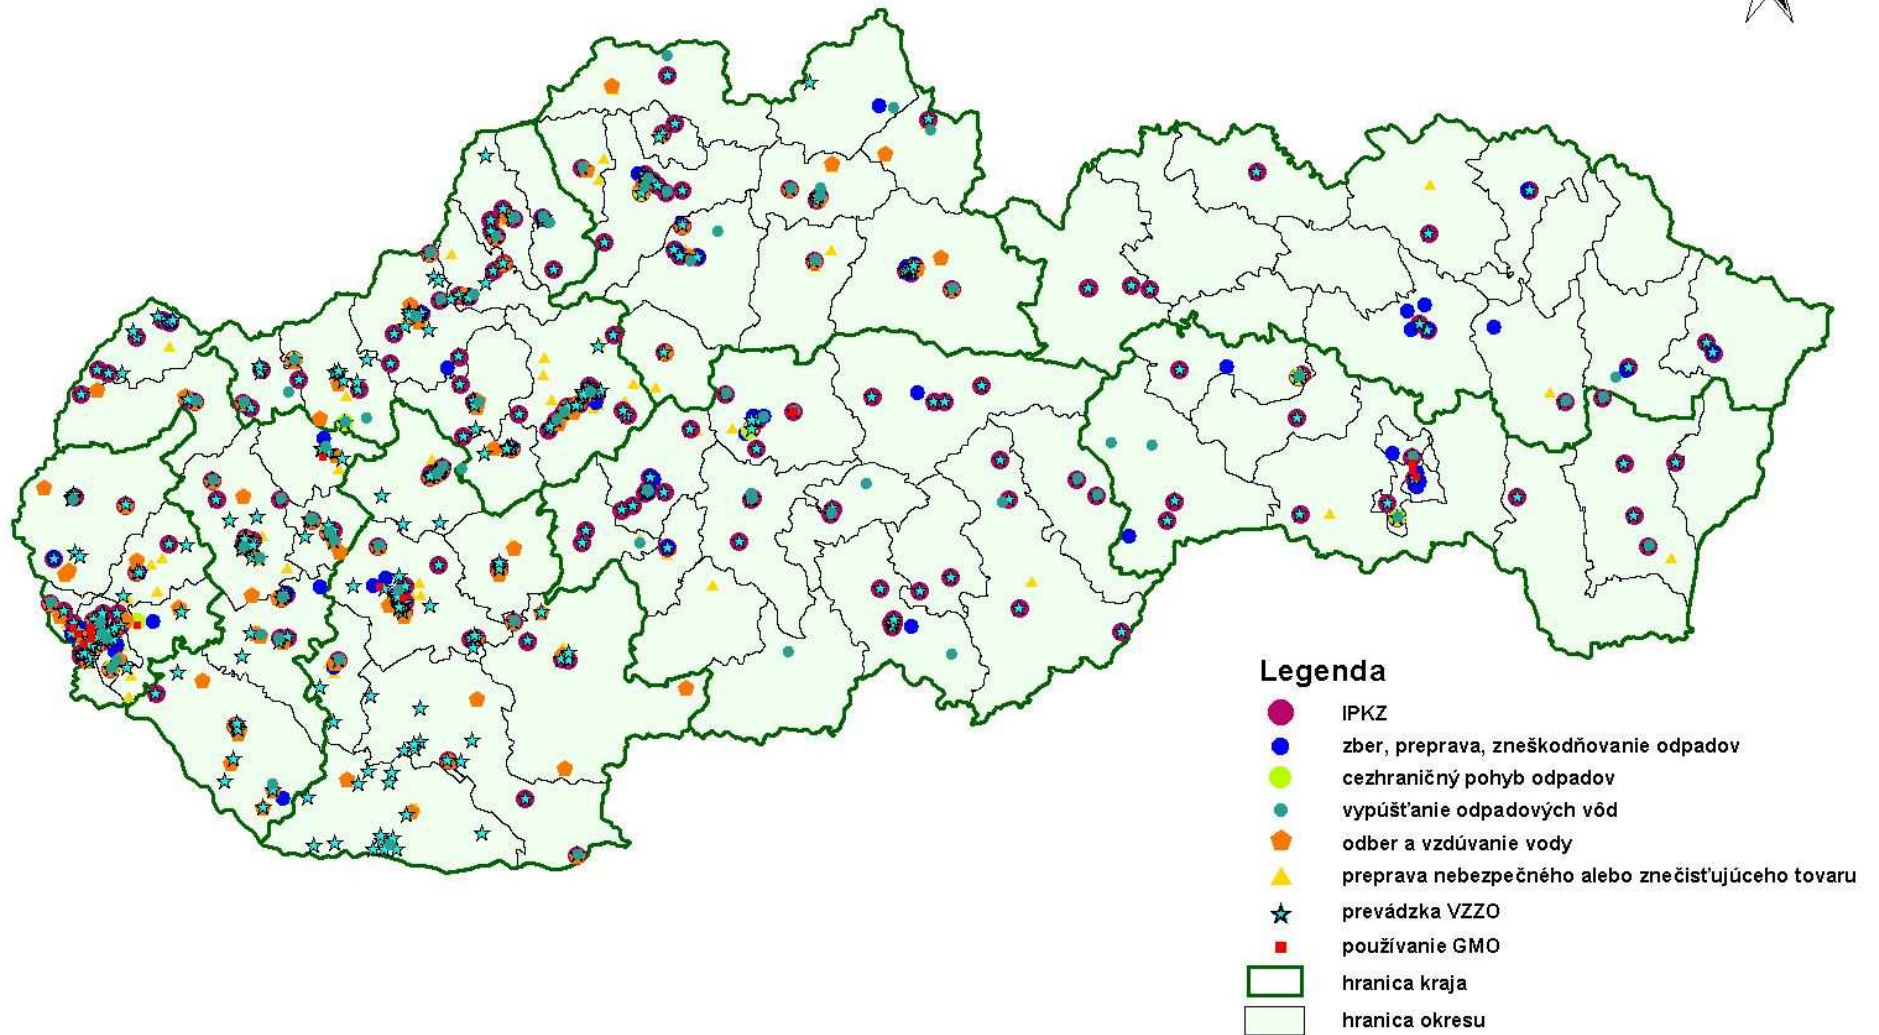 Legenda
IPKZ
zber, preprava, zneškodňovanie odpadov
cezhraničný pohyb odpadov
vypúšťanie odpadových vôd
odber a vzdúvanie vody
preprava nebezpečného alebo znečisťujúceho tovaru
prevádzka VZZO
používanie GMO
hranica kraja
hranica okresu